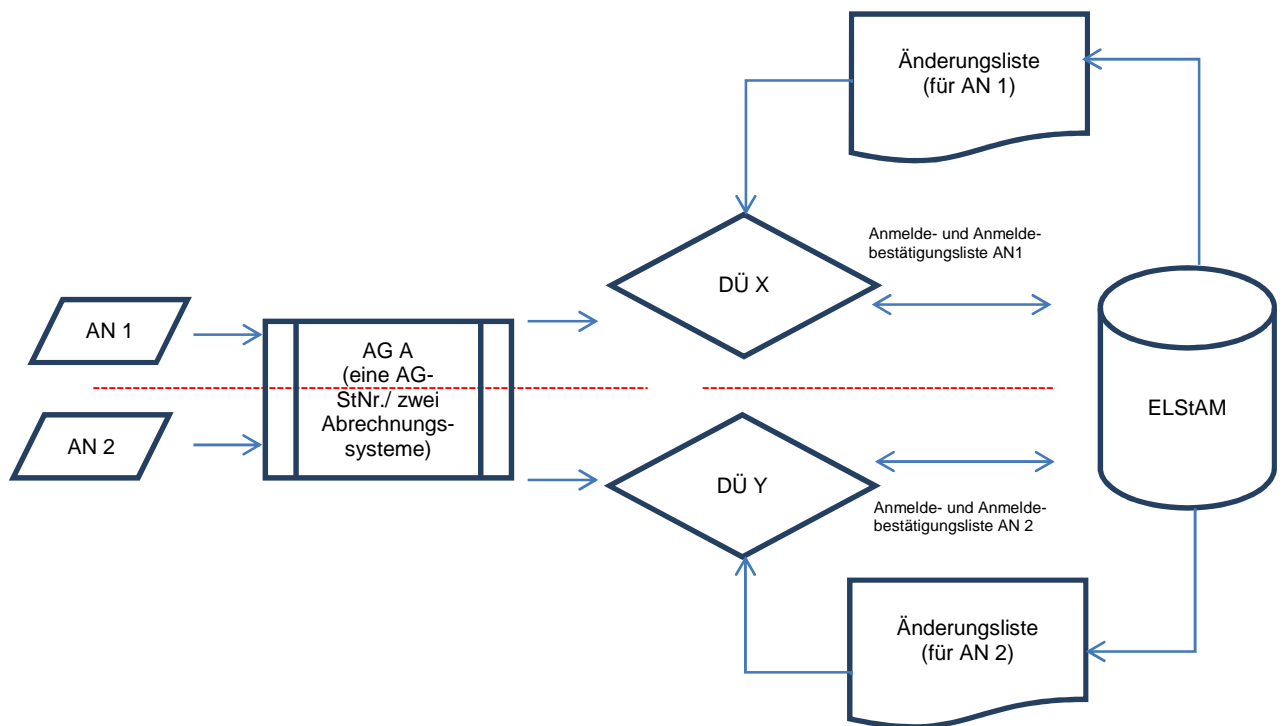 Änderungsliste
(für AN 1)
Anmelde- und Anmelde-
bestätigungsliste AN1
DÜ X
AN 1
AG A
(eine AG-
StNr./ zwei
Abrechnungs-
systeme)
ELStAM
AN 2
DÜ Y
Anmelde- und Anmelde-
bestätigungsliste AN 2
Änderungsliste
(für AN 2)